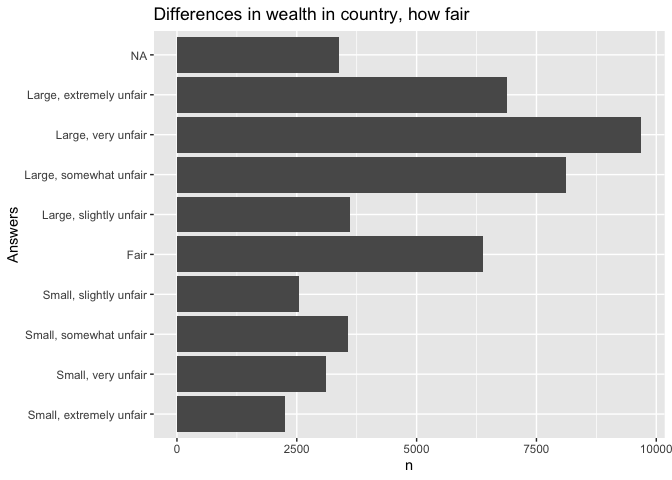 Differences in wealth in country, how fair
Answers
NA
Large, extremely unfair
Large, very unfair
Large, somewhat unfair
Large, slightly unfair
Fair
Small, slightly unfair
Small, somewhat unfair
Small, very unfair
Small, extremely unfair
0 2500 5000 7500 10000
n